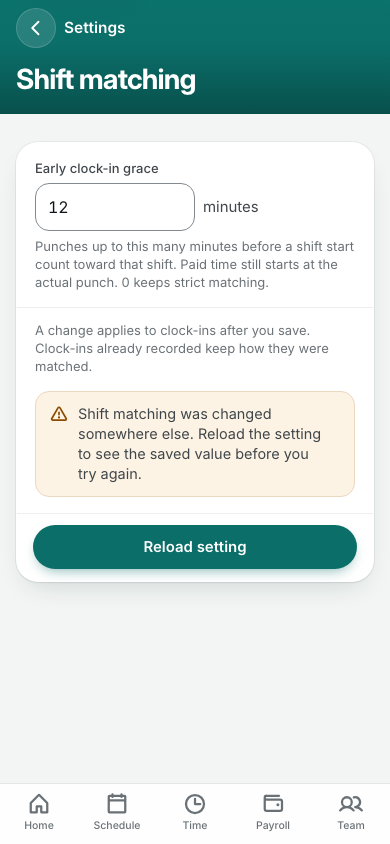 Settings
Shift matching
Early clock-in grace
12 minutes
Punches up to this many minutes before a shift start
count toward that shift. Paid time still starts at the
actual punch. 0 keeps strict matching.
A change applies to clock-ins after you save.
Clock-ins already recorded keep how they were
matched.
Shift matching was changed
somewhere else. Reload the setting
to see the saved value before you
try again.
Reload setting
Home Schedule Time Payroll Team